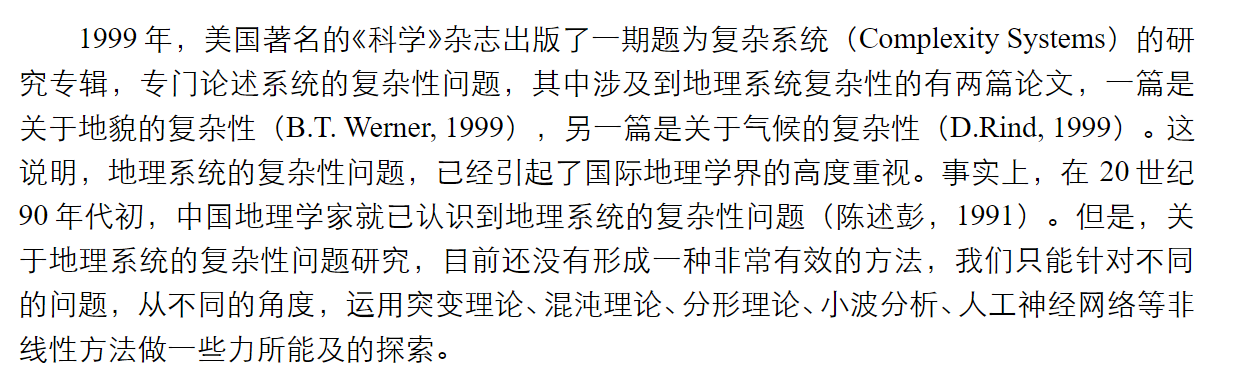 1999 年，美国著名的《科学》杂志出版了一期题为复杂系统（Complexity Systems）的研
究专辑，专门论述系统的复杂性问题，其中涉及到地理系统复杂性的有两篇论文，一篇是
关于地貌的复杂性（B.T. Werner, 1999），另一篇是关于气候的复杂性（D.Rind, 1999）。这
说明，地理系统的复杂性问题，已经引起了国际地理学界的高度重视。事实上，在 20 世纪
90 年代初，中国地理学家就已认识到地理系统的复杂性问题（陈述彭，1991）。但是，关
于地理系统的复杂性问题研究，目前还没有形成一种非常有效的方法，我们只能针对不同
的问题，从不同的角度，运用突变理论、混沌理论、分形理论、小波分析、人工神经网络等非
线性方法做一些力所能及的探索。